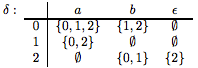 δ: a b ϵ
0 {0, 1, 2} {1, 2} ∅
1 {0, 2} ∅ ∅
2 ∅ {0, 1} {2}